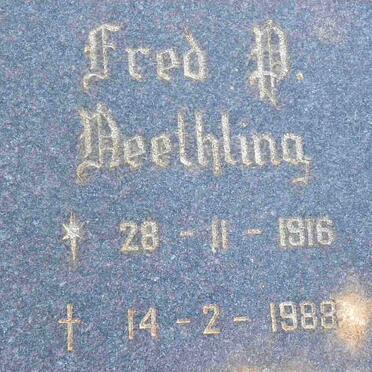 Fred P.
Neethling
28 - 11 - 1916
14 - 2 - 1988